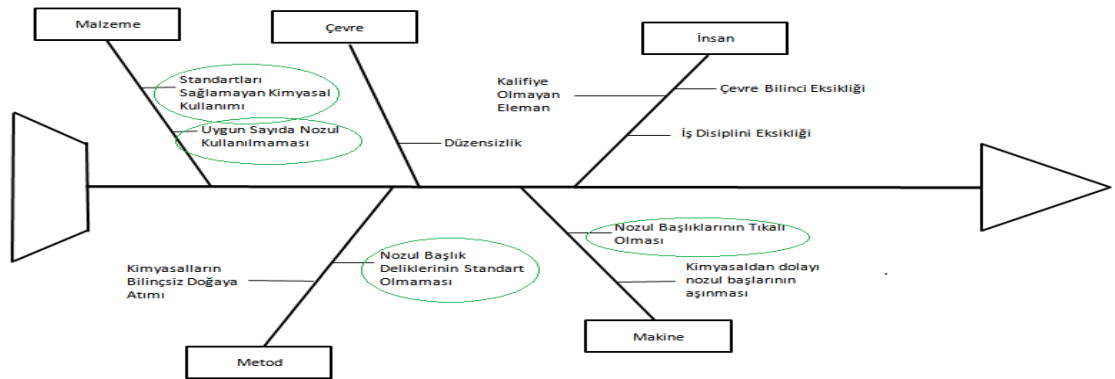 Malzeme
Çevre
İnsan
Standartları
Sağlamayan Kimyasal
Kullanımı
Uygun Sayıda Nozul
Kullanılmaması
Düzensizlik
Kalifiye
Olmayan
Eleman
Çevre Bilinci Eksikliği
İş Disiplini Eksikliği
Kimyasalların
Bilinçsiz Doğaya
Atımı
Nozul Başlık
Deliklerinin Standart
Olmaması
Nozul Başlıklarının Tıkalı
Olması
Kimyasaldan dolayı
nozul başlarının
aşınması
Metod
Makine